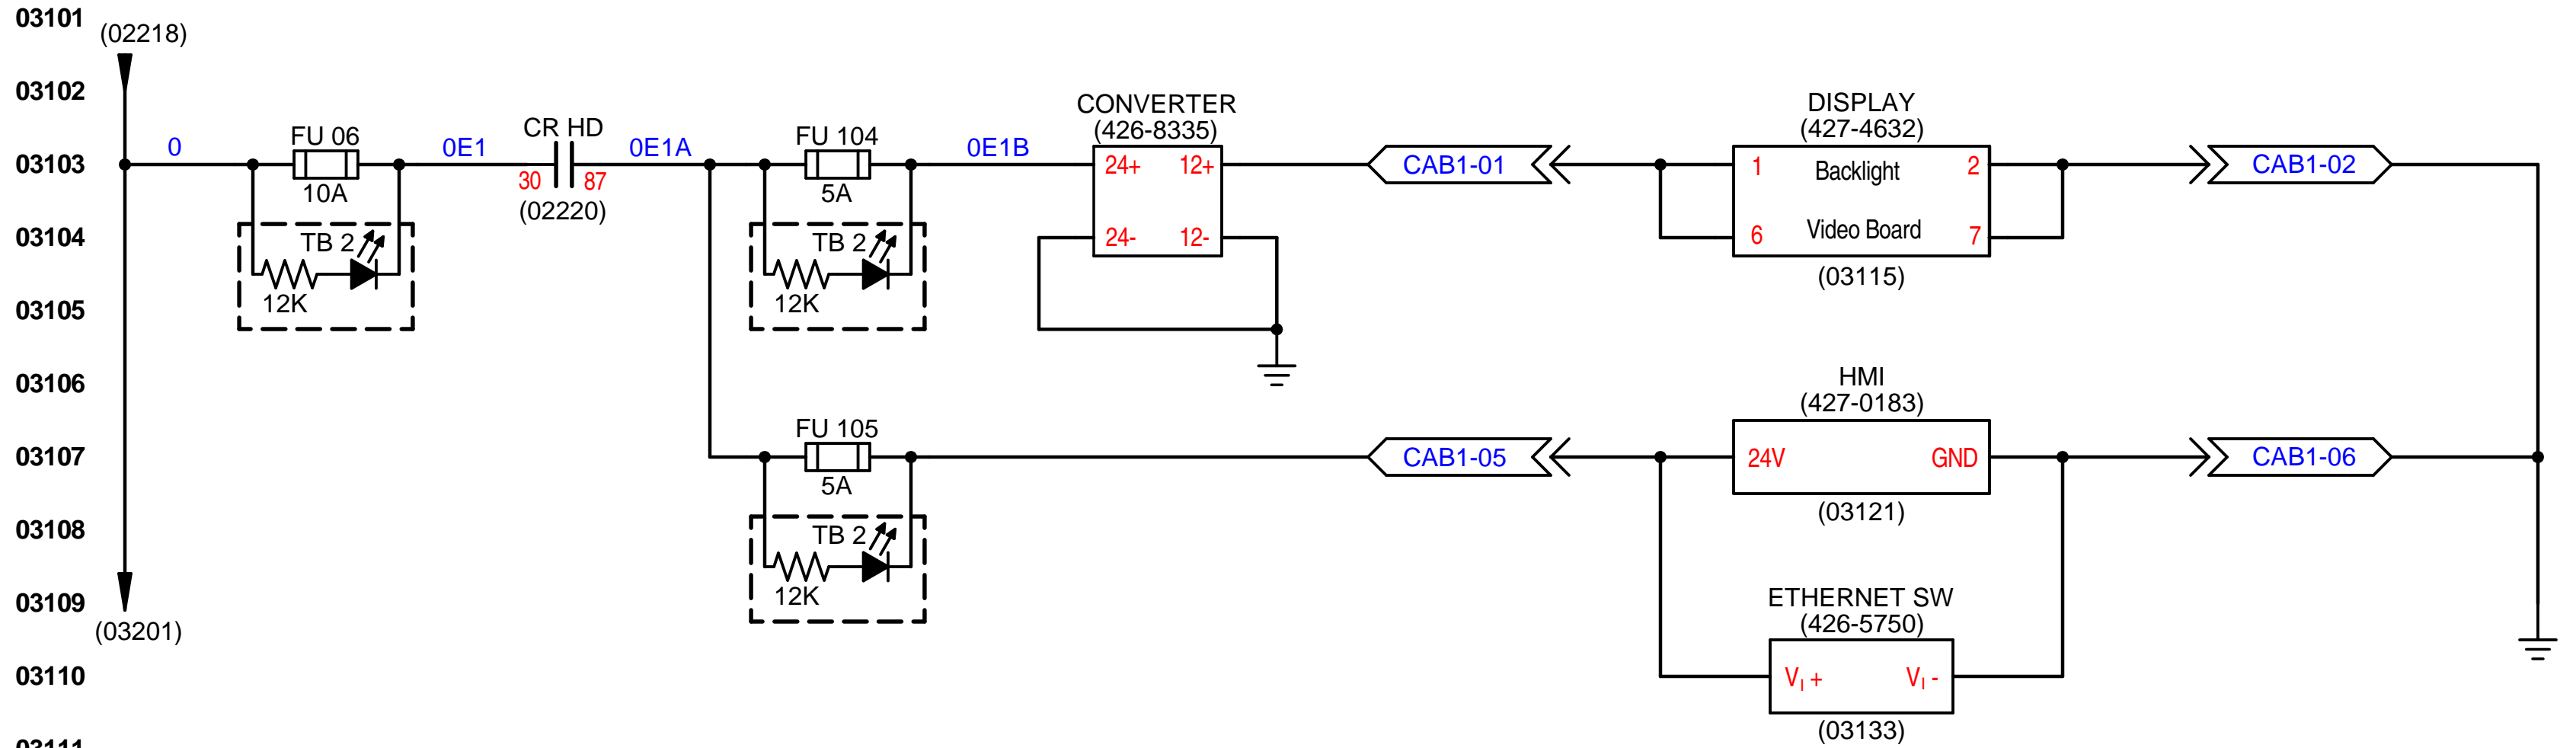 03101
(02218)
03102
CONVERTER
(426-8335)
DISPLAY
(427-4632)
03103
0
FU 06
10A
0E1
CR HD
30
87
(02220)
0E1A
FU 104
5A
0E1B
24+
12+
CAB1-01
1
Backlight
2
CAB1-02
03104
TB 2
12K
TB 2
12K
24-
12-
6
Video Board
7
(03115)
03105
03106
HMI
(427-0183)
03107
FU 105
5A
CAB1-05
24V
GND
CAB1-06
(03121)
03108
TB 2
12K
03109
(03201)
ETHERNET SW
(426-5750)
03110
VI +
VI -
(03133)
03111